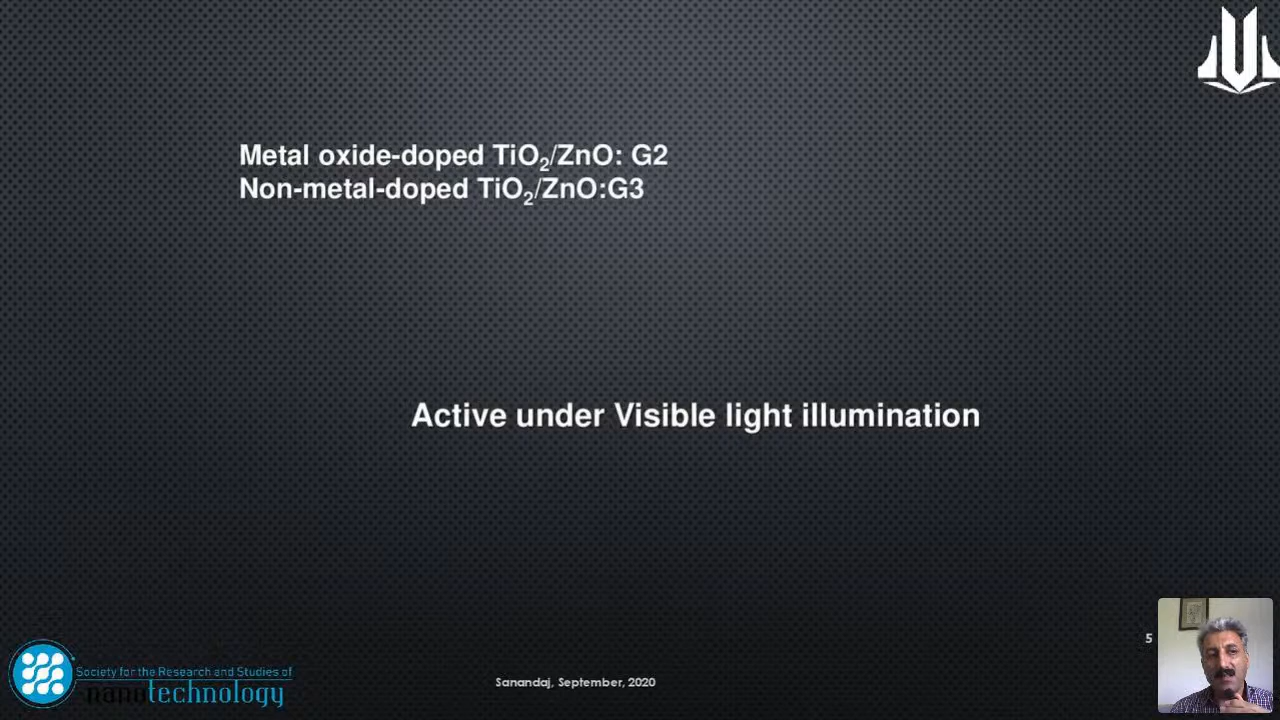 Metal oxide-doped TiO₂/ZnO: G2
Non-metal-doped TiO₂/ZnO:G3
Active under Visible light illumination
5
Society for the Research and Studies of
nanotechnology
Sanandaj, September, 2020